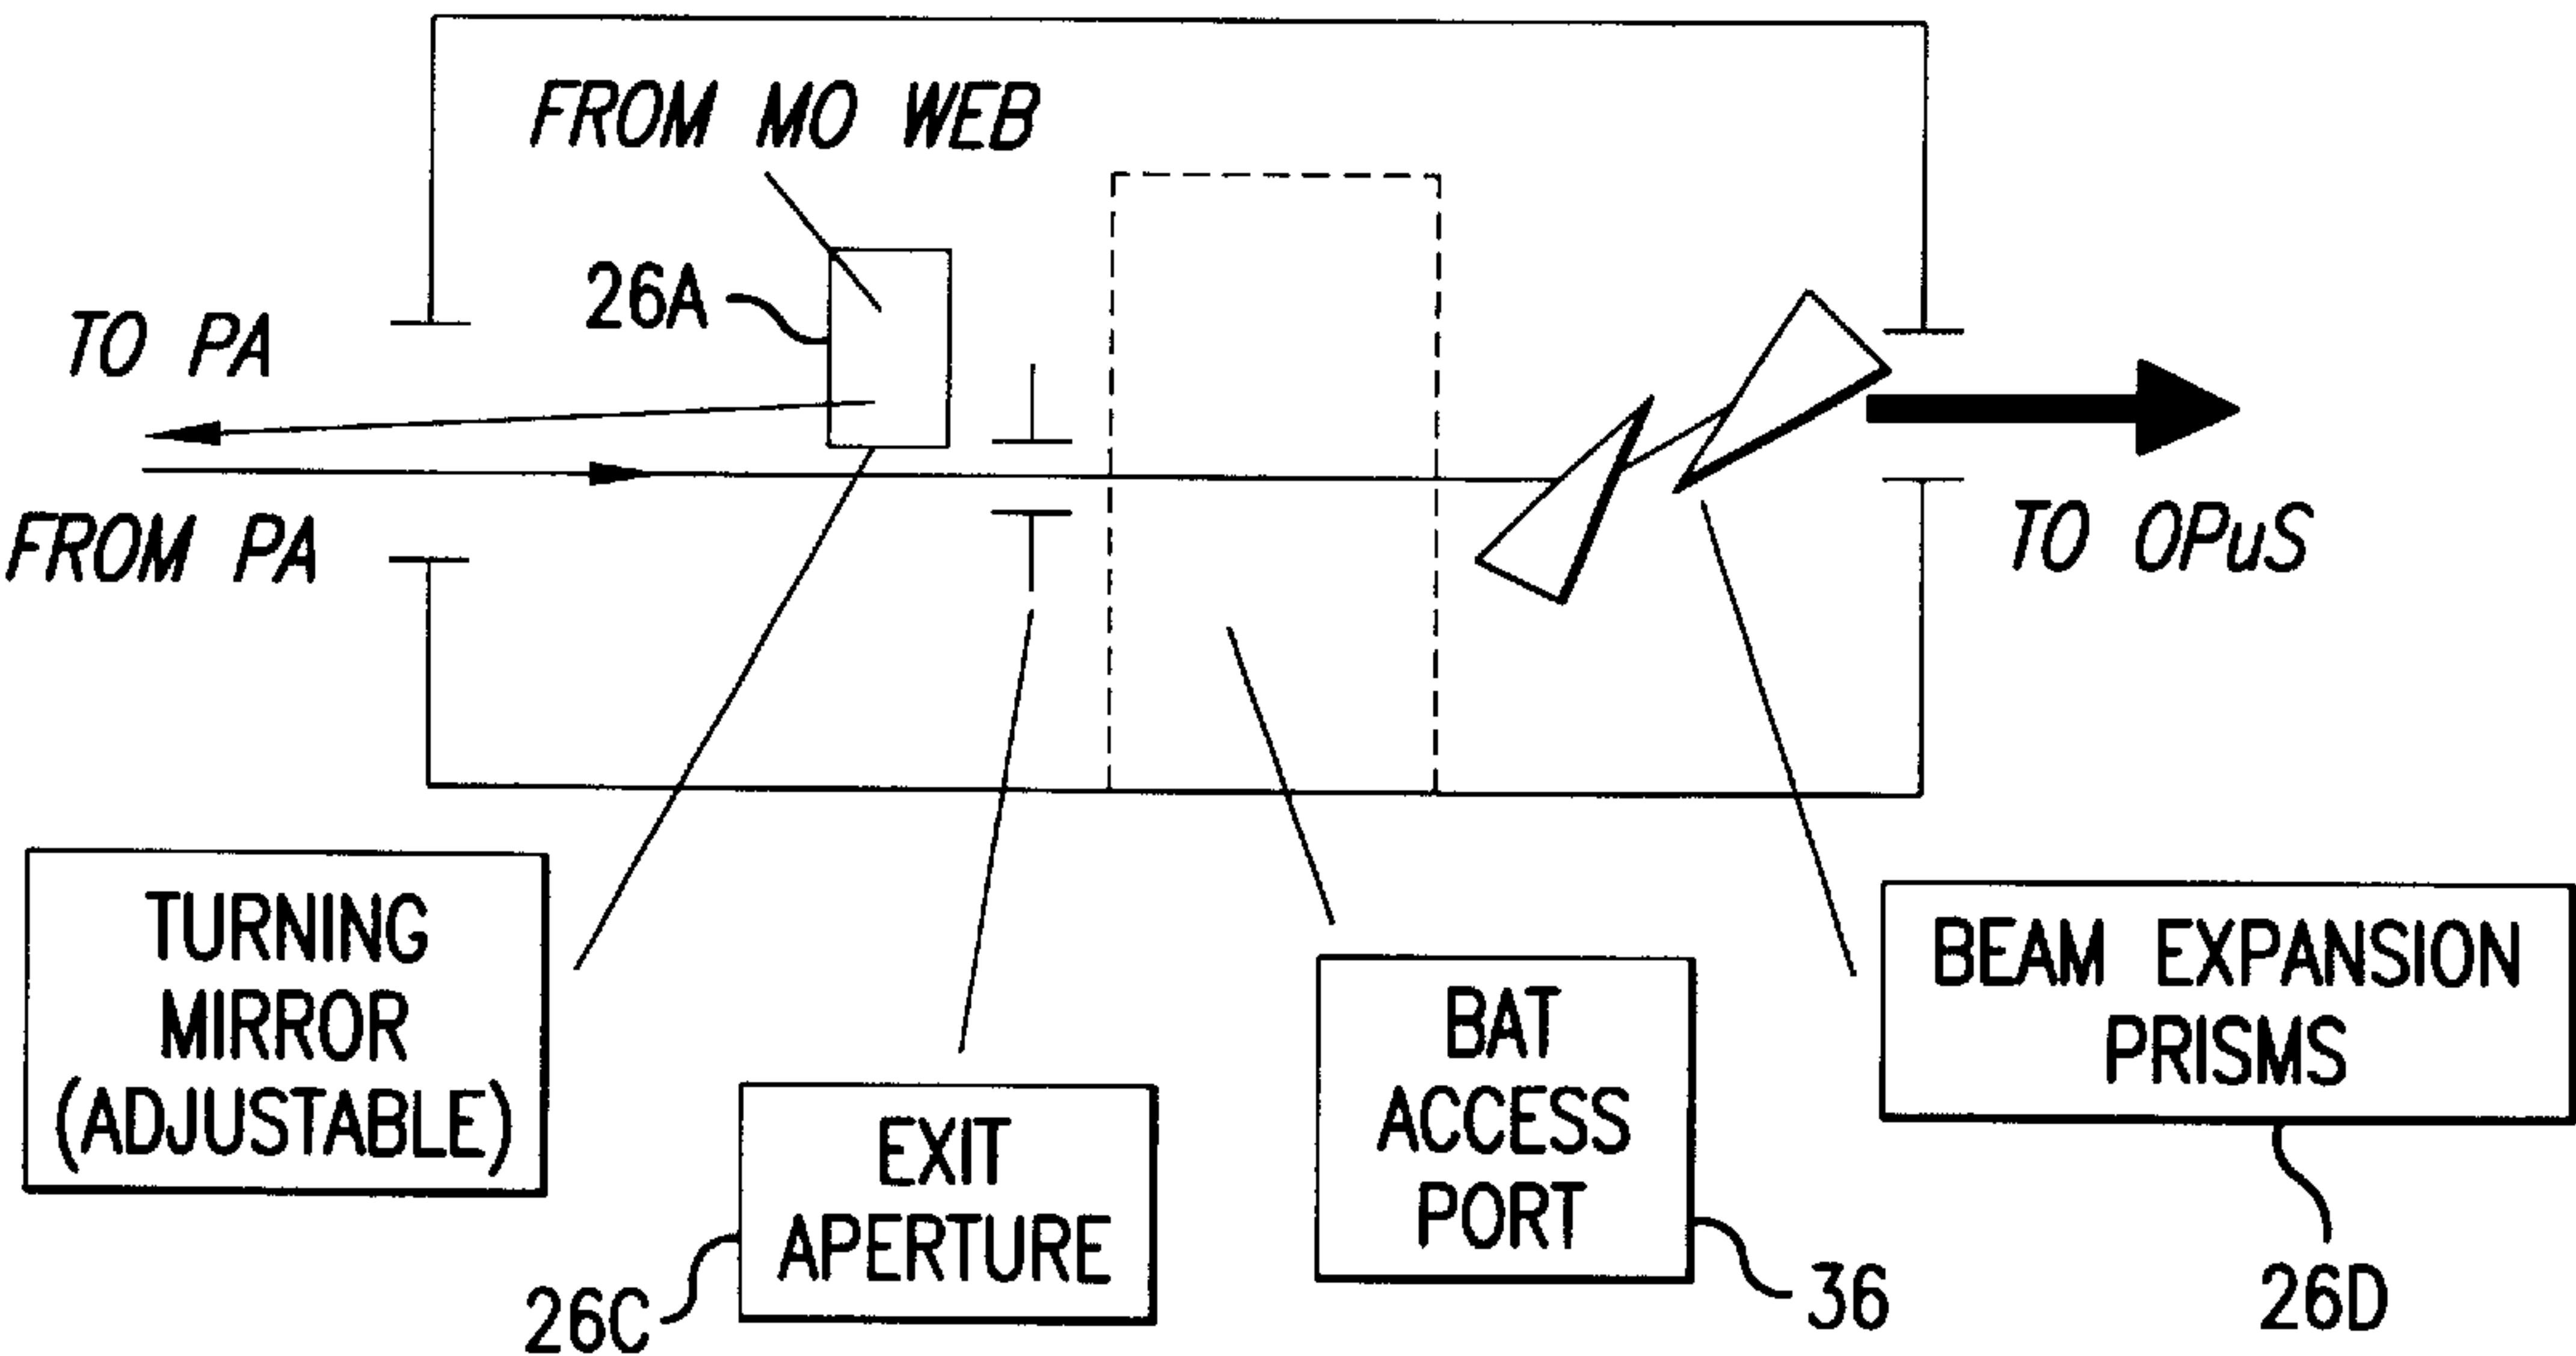 FROM MO WEB
26A
TO PA
FROM PA
TO OPuS
TURNING
MIRROR
(ADJUSTABLE)
EXIT
APERTURE
26C
BAT
ACCESS
PORT
36
BEAM EXPANSION
PRISMS
26D